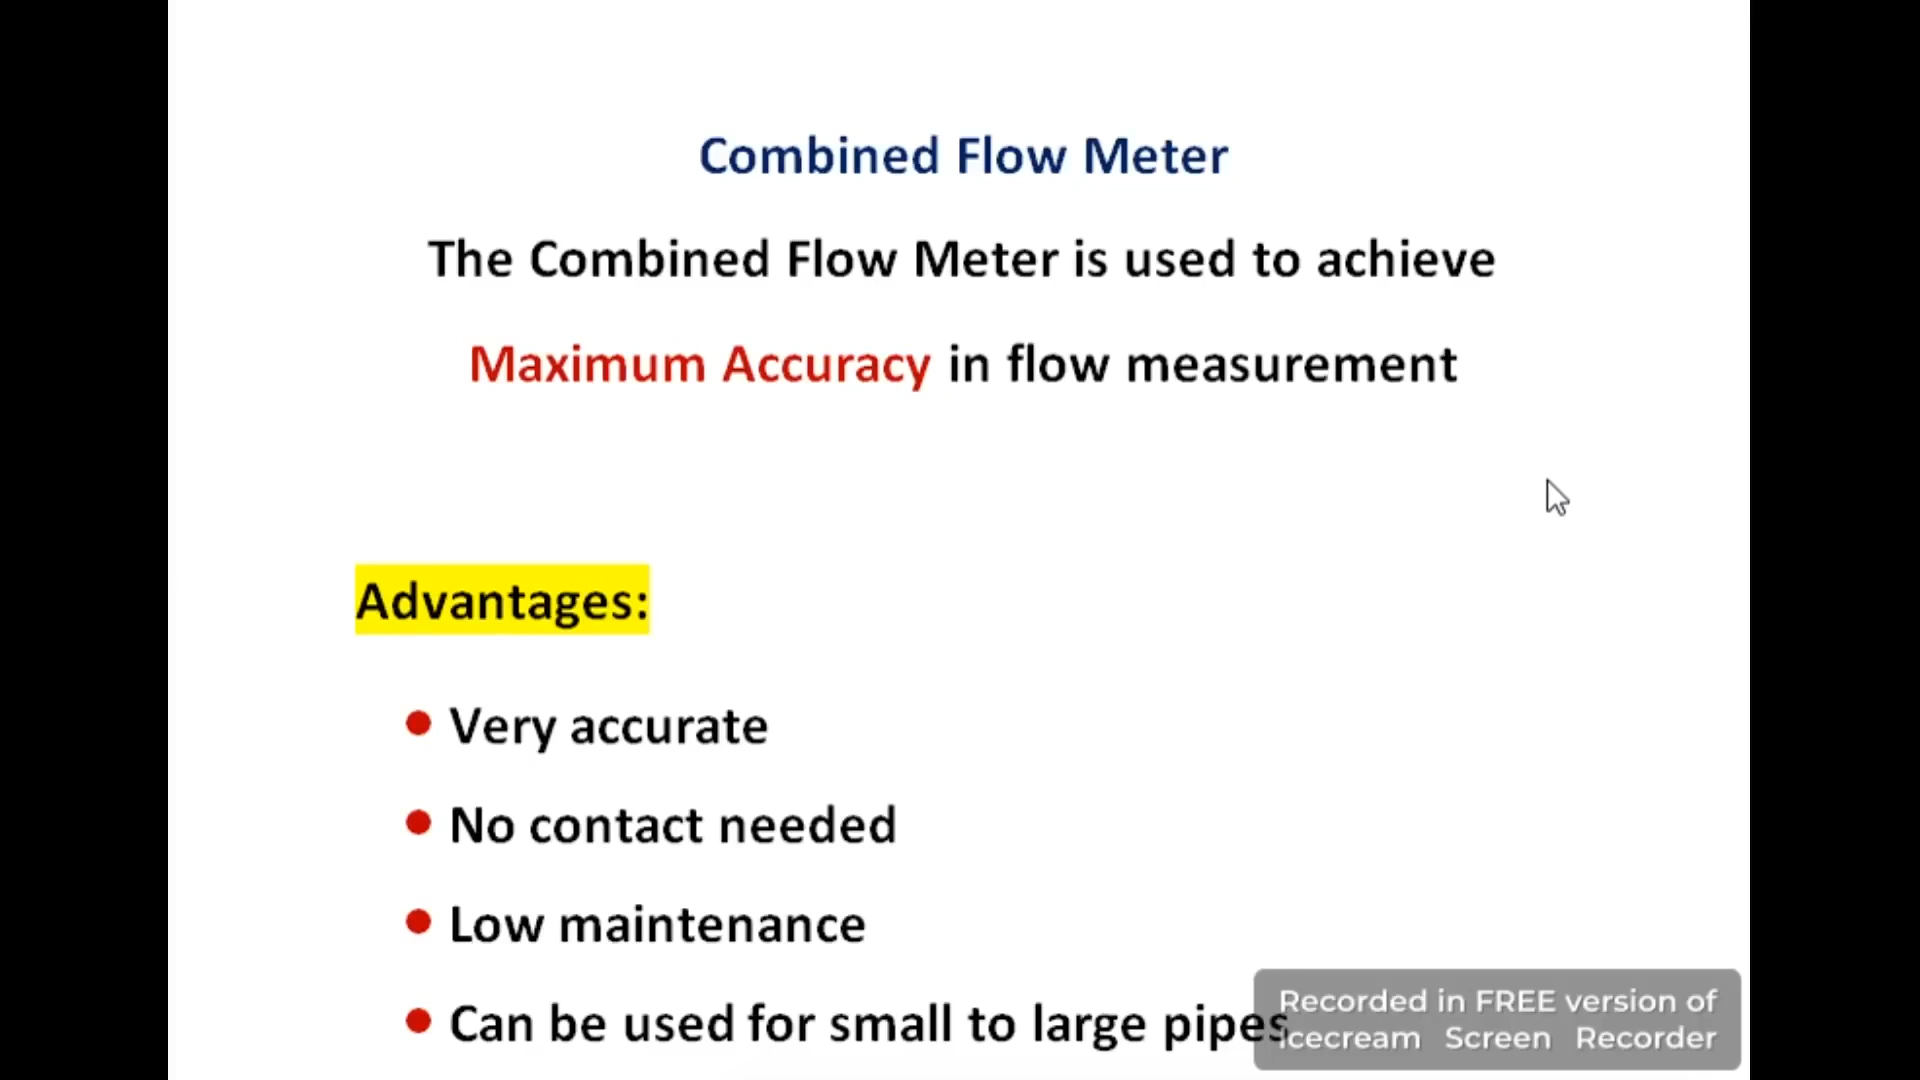 Combined Flow Meter
The Combined Flow Meter is used to achieve
Maximum Accuracy in flow measurement
Advantages:
Very accurate
No contact needed
Low maintenance
Can be used for small to large pipes
Recorded in FREE version of
Icecream Screen Recorder